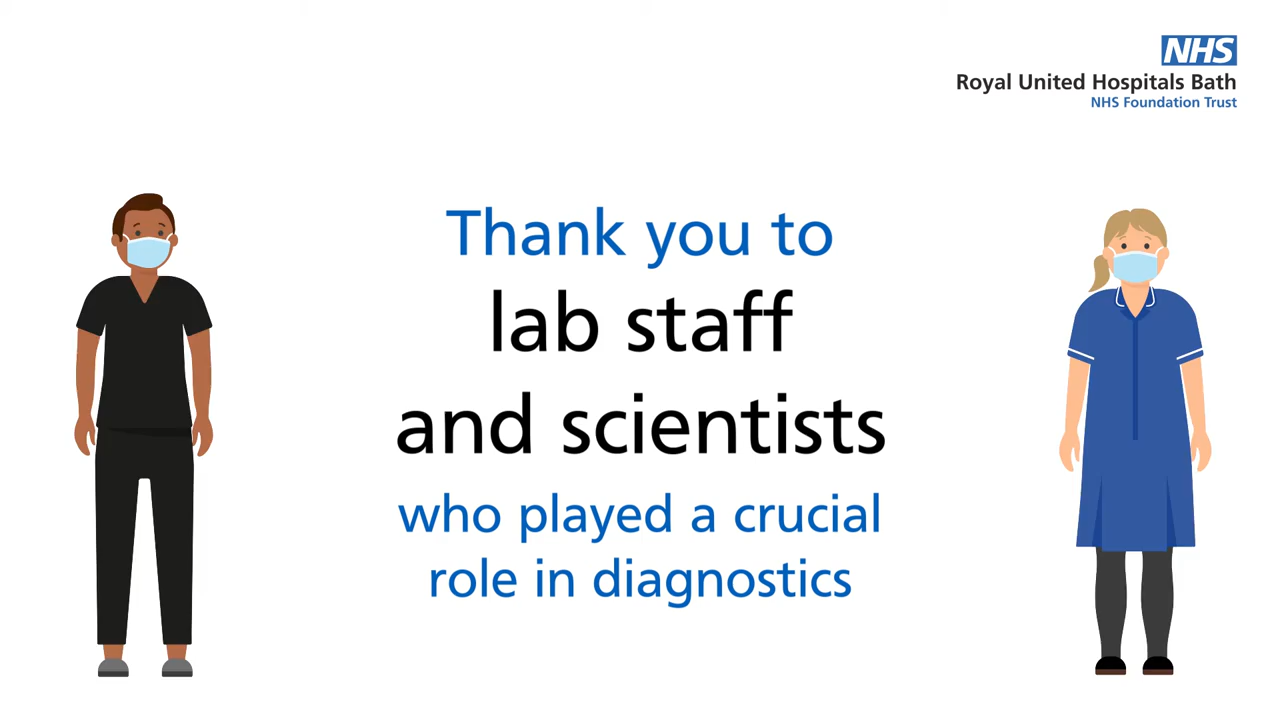 NHS
Royal United Hospitals Bath
NHS Foundation Trust
Thank you to
lab staff
and scientists
who played a crucial
role in diagnostics